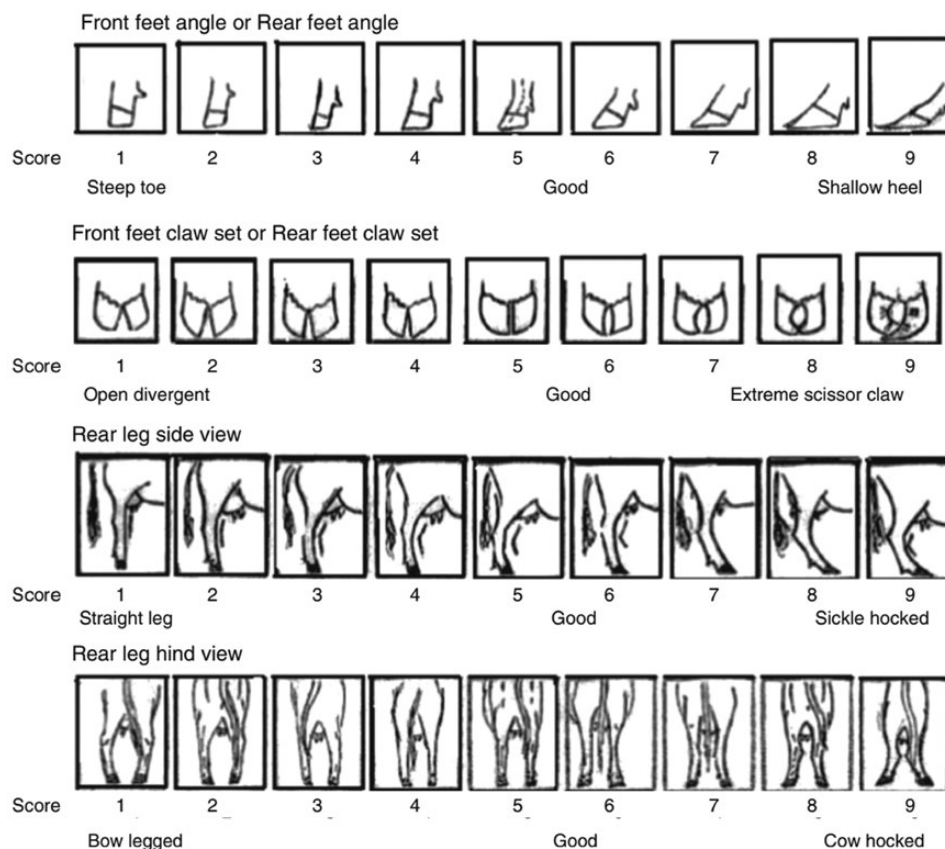 Front feet angle or Rear feet angle
Score 1 2 3 4 5 6 7 8 9
Steep toe Good Shallow heel
Front feet claw set or Rear feet claw set
Score 1 2 3 4 5 6 7 8 9
Open divergent Good Extreme scissor claw
Rear leg side view
Score 1 2 3 4 5 6 7 8 9
Straight leg Good Sickle hocked
Rear leg hind view
Score 1 2 3 4 5 6 7 8 9
Bow legged Good Cow hocked